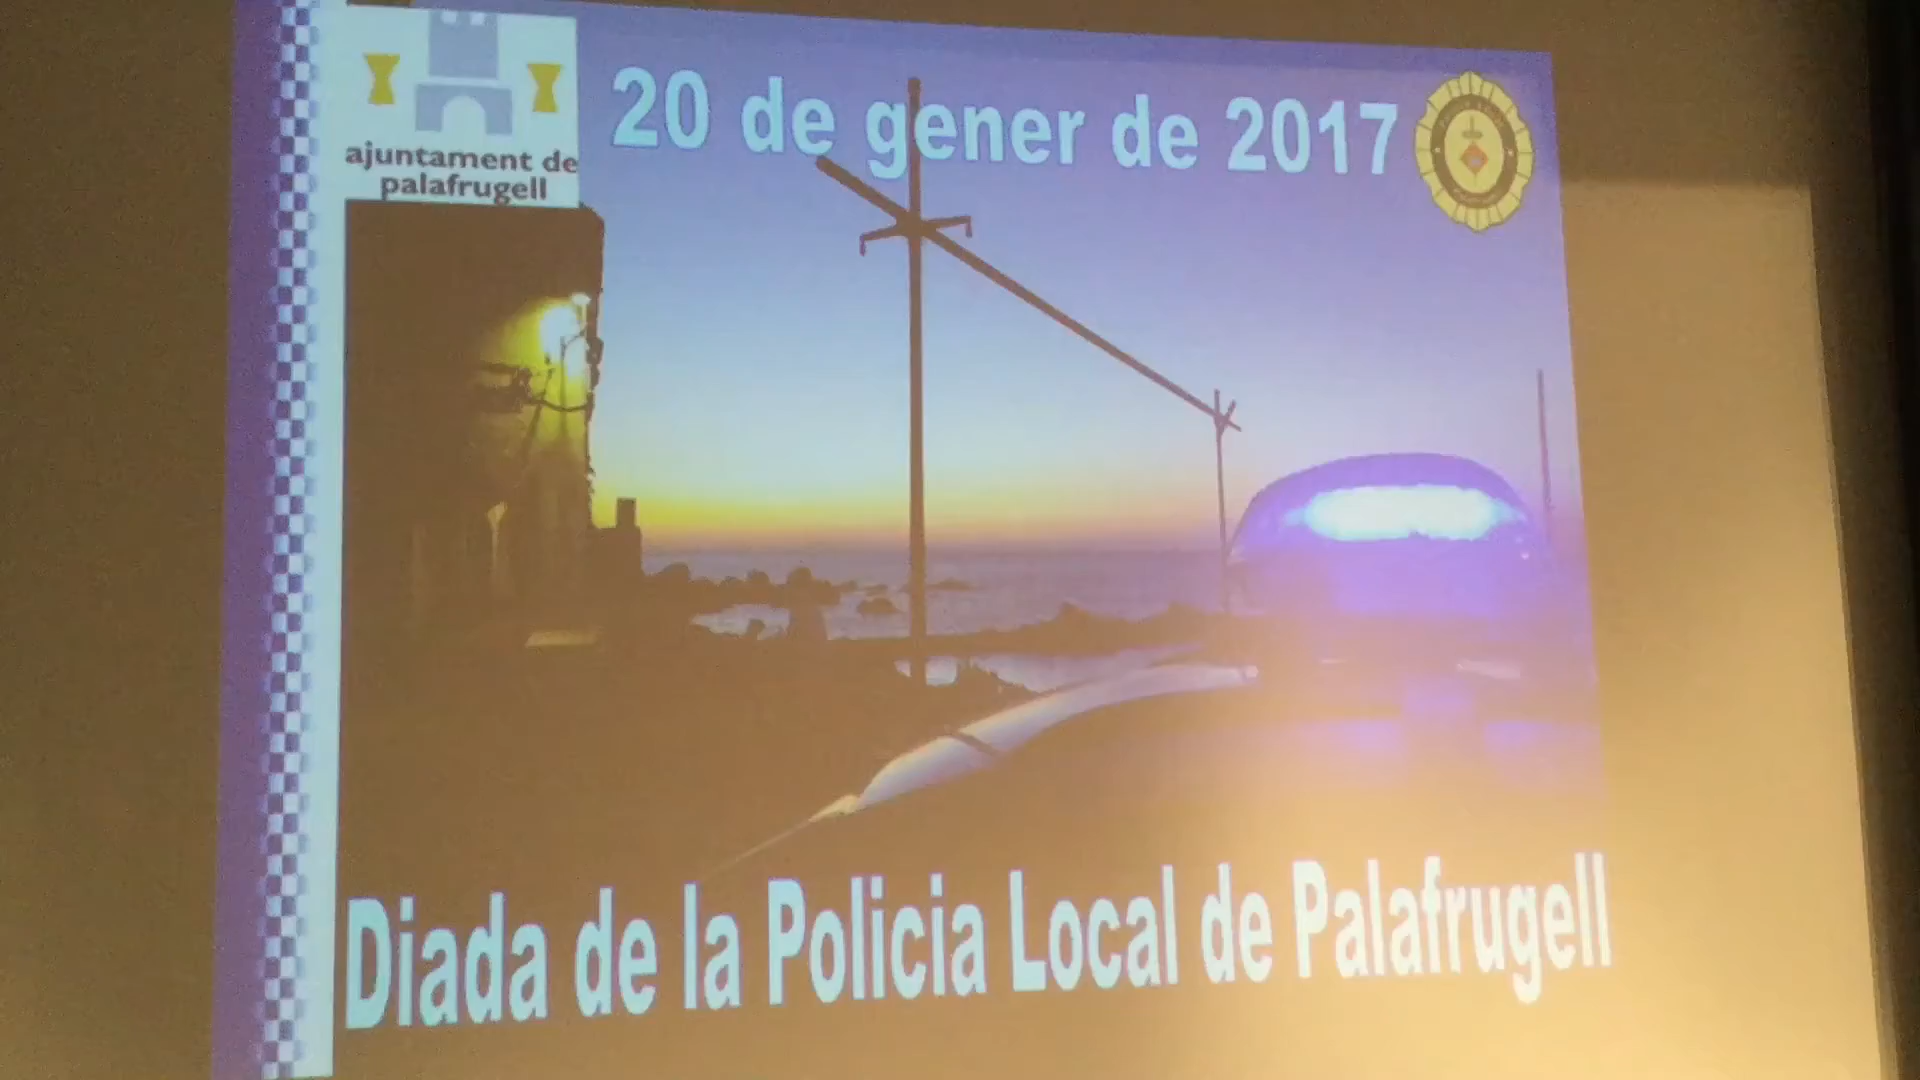 ajuntament de
palafrugell
20 de gener de 2017
Diada de la Policia Local de Palafrugell